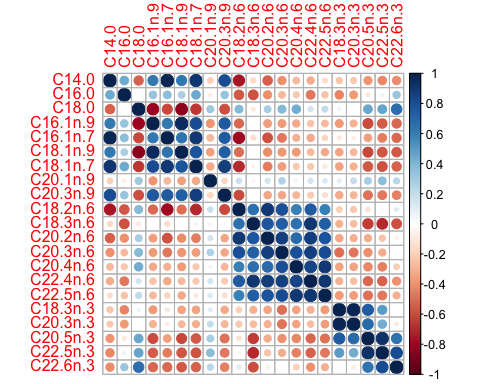 C14.0
C16.0
C18.0
C16.1n.9
C16.1n.7
C18.1n.9
C18.1n.7
C20.1n.9
C20.3n.9
C18.2n.6
C18.3n.6
C20.2n.6
C20.3n.6
C20.4n.6
C22.4n.6
C22.5n.6
C18.3n.3
C20.3n.3
C20.5n.3
C22.5n.3
C22.6n.3
C14.0
C16.0
C18.0
C16.1n.9
C16.1n.7
C18.1n.9
C18.1n.7
C20.1n.9
C20.3n.9
C18.2n.6
C18.3n.6
C20.2n.6
C20.3n.6
C20.4n.6
C22.4n.6
C22.5n.6
C18.3n.3
C20.3n.3
C20.5n.3
C22.5n.3
C22.6n.3
1
0.8
0.6
0.4
0.2
0
-0.2
-0.4
-0.6
-0.8
-1